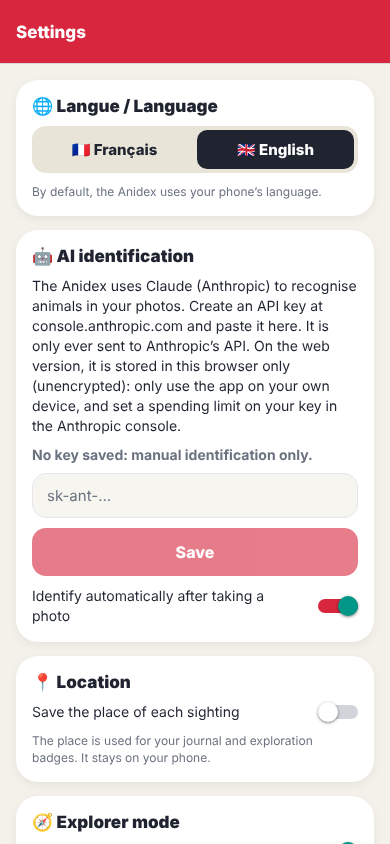 Settings
🌐 Langue / Language
🇫🇷 Français
🇬🇧 English
By default, the Anidex uses your phone’s language.
🤖 AI identification
The Anidex uses Claude (Anthropic) to recognise
animals in your photos. Create an API key at
console.anthropic.com and paste it here. It is
only ever sent to Anthropic’s API. On the web
version, it is stored in this browser only
(unencrypted): only use the app on your own
device, and set a spending limit on your key in
the Anthropic console.
No key saved: manual identification only.
sk-ant-...
Save
Identify automatically after taking a
photo
📍 Location
Save the place of each sighting
The place is used for your journal and exploration
badges. It stays on your phone.
🧭 Explorer mode